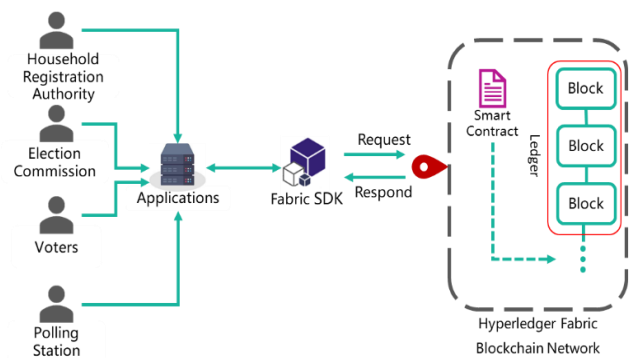 Household
Registration
Authority
Election
Commission
Voters
Polling
Station
Applications
Fabric SDK
Request
Respond
Smart
Contract
Ledger
Block
Block
Block
Hyperledger Fabric
Blockchain Network